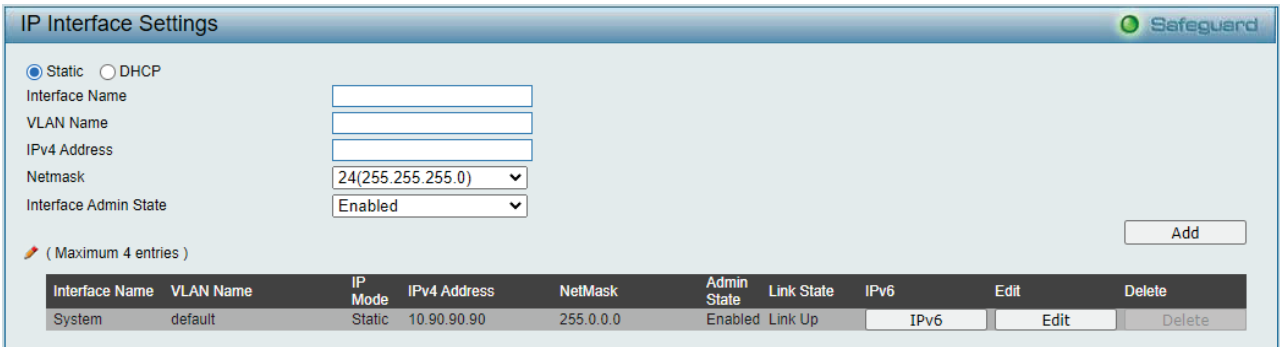 IP Interface Settings
Safeguard
Static DHCP
Interface Name
VLAN Name
IPv4 Address
Netmask 24(255.255.255.0)
Interface Admin State Enabled
Add
( Maximum 4 entries )
Interface Name VLAN Name IP Mode IPv4 Address NetMask Admin State Link State IPv6 Edit Delete
System default Static 10.90.90.90 255.0.0.0 Enabled Link Up IPv6 Edit Delete